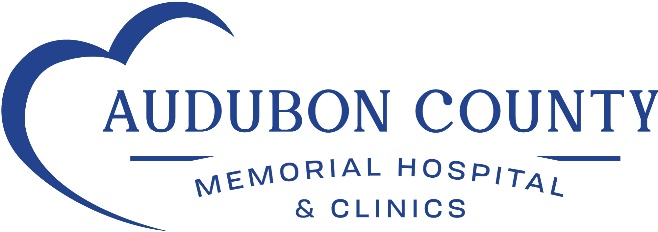 AUDUBON COUNTY
MEMORIAL HOSPITAL
& CLINICS